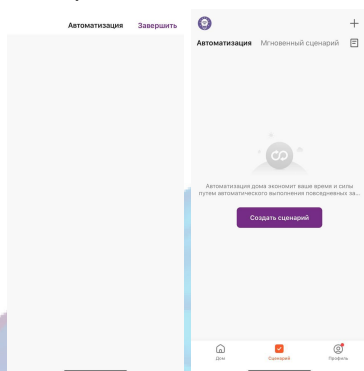 Автоматизация Завершить
Автоматизация Мгновенный сценарий
Автоматизация дома экономит ваше время и силы
путем автоматического выполнение повседневных за...
Создать сценарий
Дом Сценарий Профиль